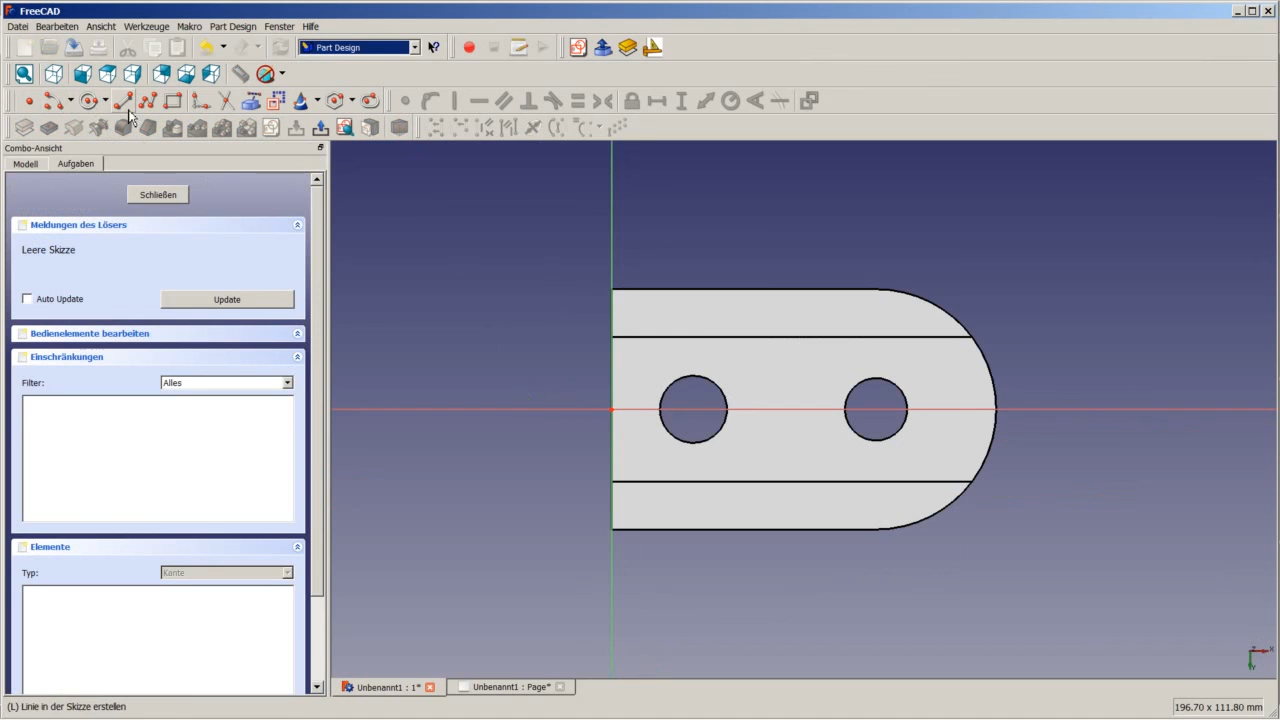 FreeCAD
Datei Bearbeiten Ansicht Werkzeuge Makro Part Design Fenster Hilfe
Part Design
Combo-Ansicht
Modell Aufgaben
Schließen
Meldungen des Lösers
Leere Skizze
Auto Update Update
Bedienelemente bearbeiten
Einschränkungen
Filter: Alles
Elemente
Typ: Kante
Unbenannt1 : 1* Unbenannt1 : Page*
(L) Linie in der Skizze erstellen 196.70 x 111.80 mm